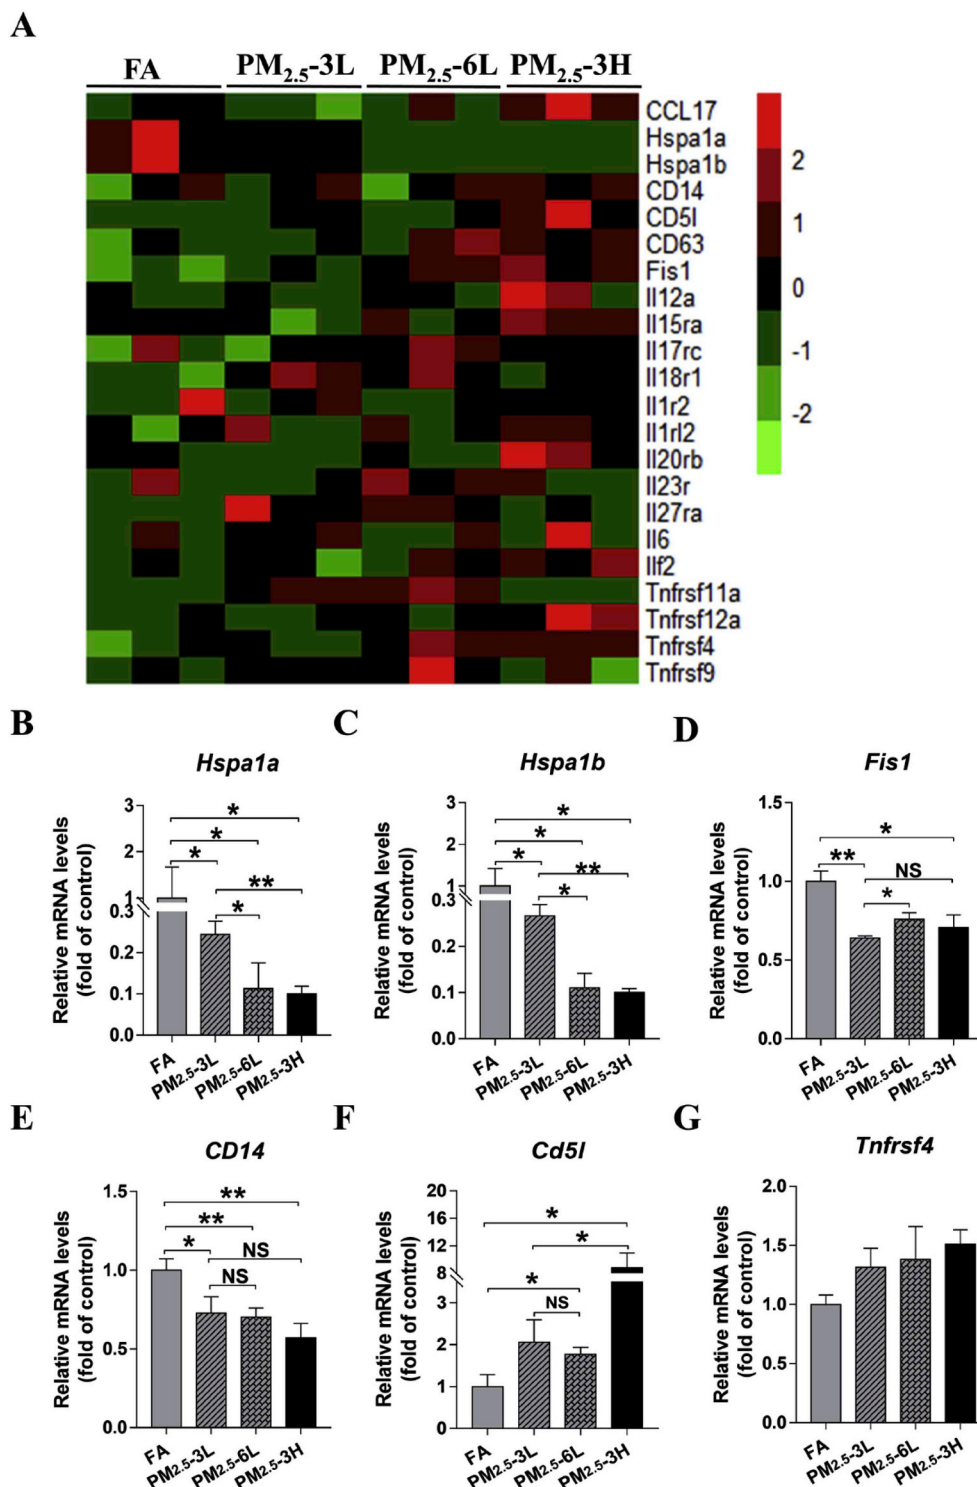 A
FA PM2.5-3L PM2.5-6L PM2.5-3H
CCL17
Hspa1a
Hspa1b
CD14
CD5l
CD63
Fis1
Il12a
Il15ra
Il17rc
Il18r1
Il1r2
Il1rl2
Il20rb
Il23r
Il27ra
Il6
Ilf2
Tnfrsf11a
Tnfrsf12a
Tnfrsf4
Tnfrsf9
2
1
0
-1
-2
B
Hspa1a
Relative mRNA levels
(fold of control)
3
2
1
0.3
0.2
0.1
0.0
*
*
* **
*
FA PM2.5-3L PM2.5-6L PM2.5-3H
C
Hspa1b
Relative mRNA levels
(fold of control)
3
2
1
0.2
0.1
0.0
*
*
* **
*
FA PM2.5-3L PM2.5-6L PM2.5-3H
D
Fis1
Relative mRNA levels
(fold of control)
1.5
1.0
0.5
0.0
*
** NS
*
FA PM2.5-3L PM2.5-6L PM2.5-3H
E
CD14
Relative mRNA levels
(fold of control)
1.5
1.0
0.5
0.0
**
**
* NS
NS
FA PM2.5-3L PM2.5-6L PM2.5-3H
F
Cd5l
Relative mRNA levels
(fold of control)
20
16
12
8
3
2
1
0
*
*
*
NS
FA PM2.5-3L PM2.5-6L PM2.5-3H
G
Tnfrsf4
Relative mRNA levels
(fold of control)
2.0
1.5
1.0
0.5
0.0
FA PM2.5-3L PM2.5-6L PM2.5-3H